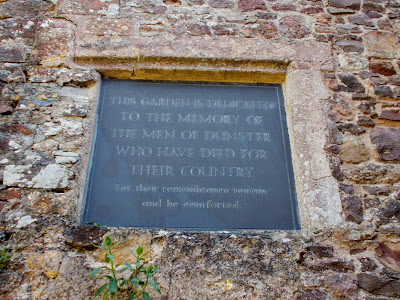 THIS GARDEN IS DEDICATED
TO THE MEMORY OF
THE MEN OF DUNSTER
WHO HAVE DIED FOR
THEIR COUNTRY
Let their remembrance remain
and be comforted.